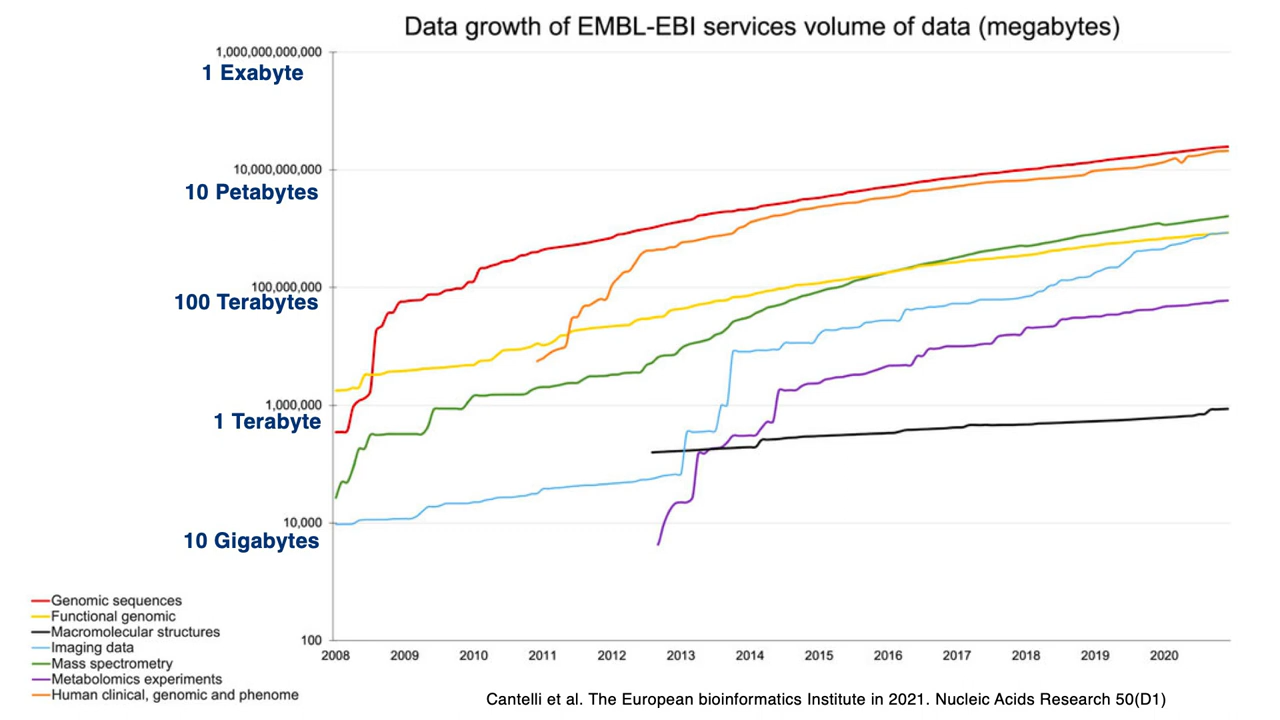 Data growth of EMBL-EBI services volume of data (megabytes)
1,000,000,000,000
1 Exabyte
10,000,000,000
10 Petabytes
100,000,000
100 Terabytes
1,000,000
1 Terabyte
10,000
10 Gigabytes
100
2008 2009 2010 2011 2012 2013 2014 2015 2016 2017 2018 2019 2020
Genomic sequences
Functional genomic
Macromolecular structures
Imaging data
Mass spectrometry
Metabolomics experiments
Human clinical, genomic and phenome
Cantelli et al. The European bioinformatics Institute in 2021. Nucleic Acids Research 50(D1)